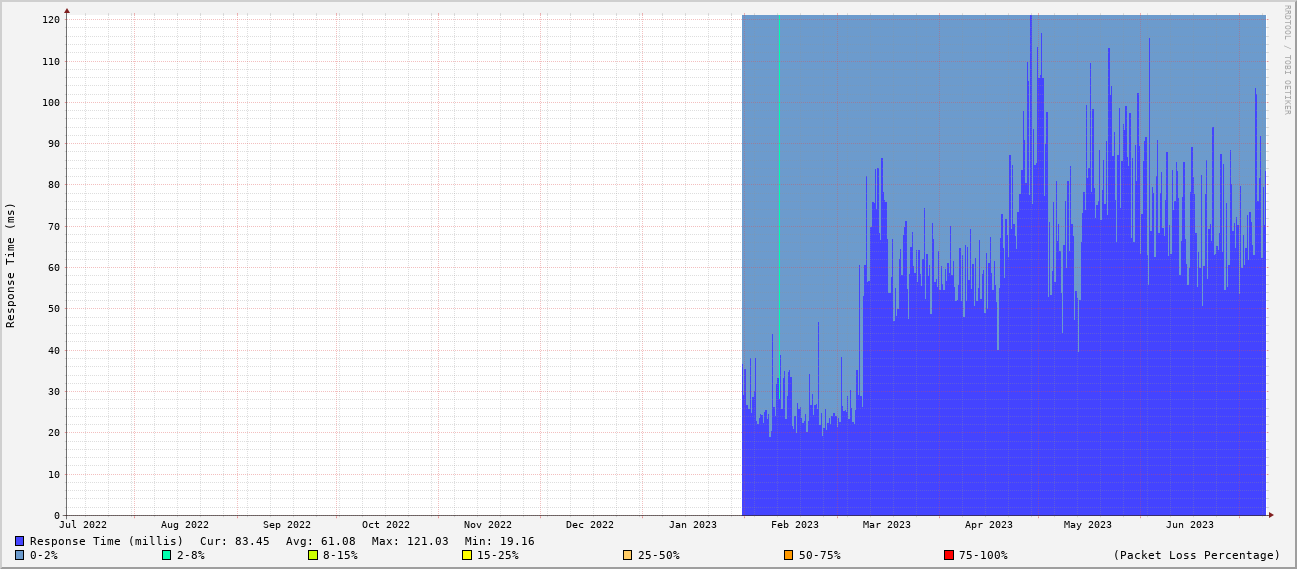 RRDTOOL / TOBI OETIKER
Response Time (ms)
120
110
100
90
80
70
60
50
40
30
20
10
0
Jul 2022 Aug 2022 Sep 2022 Oct 2022 Nov 2022 Dec 2022 Jan 2023 Feb 2023 Mar 2023 Apr 2023 May 2023 Jun 2023
Response Time (millis) Cur: 83.45 Avg: 61.08 Max: 121.03 Min: 19.16
0-2% 2-8% 8-15% 15-25% 25-50% 50-75% 75-100% (Packet Loss Percentage)